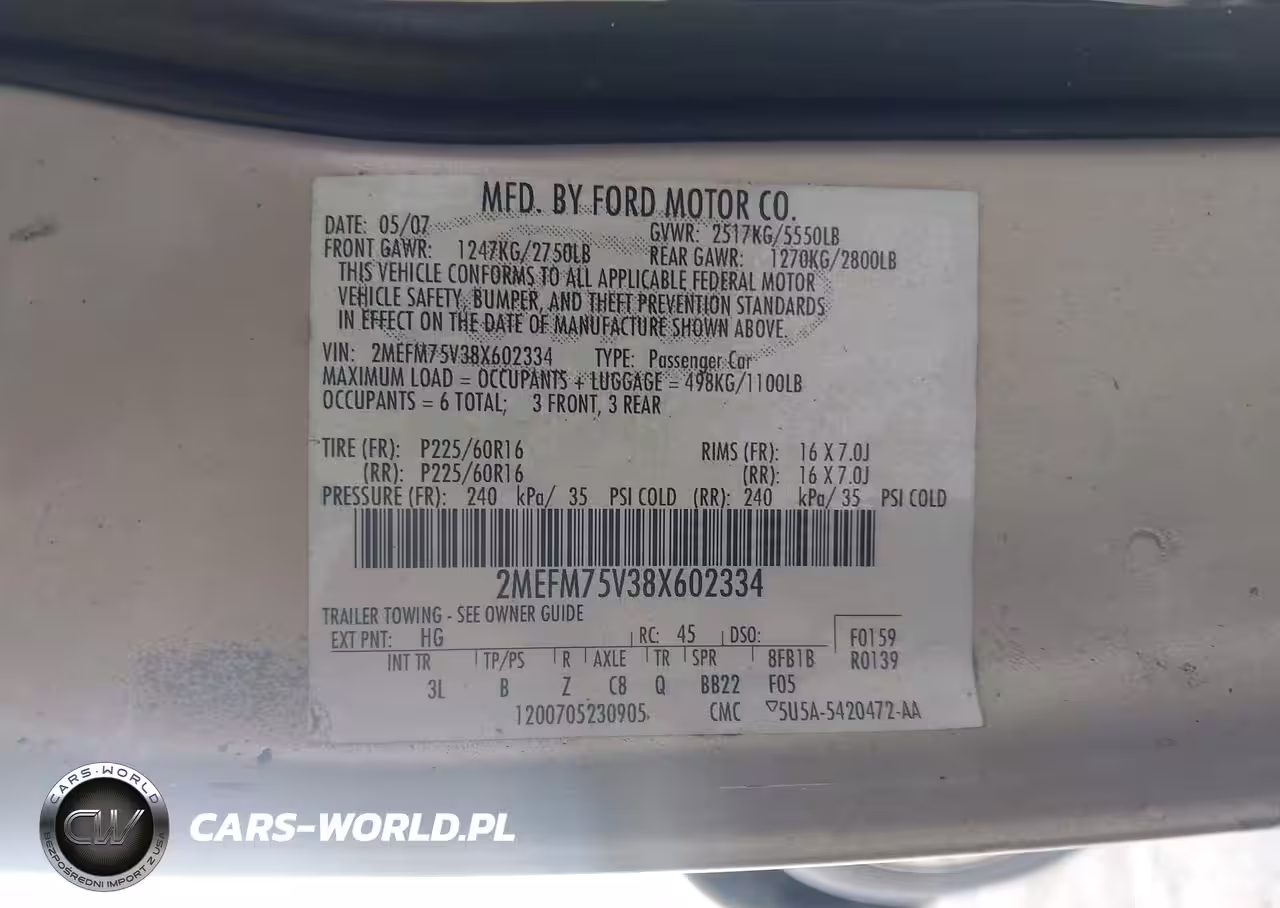 MFD. BY FORD MOTOR CO.
DATE: 05/07 GVWR: 2517KG/5550LB
FRONT GAWR: 1247KG/2750LB REAR GAWR: 1270KG/2800LB
THIS VEHICLE CONFORMS TO ALL APPLICABLE FEDERAL MOTOR
VEHICLE SAFETY, BUMPER, AND THEFT PREVENTION STANDARDS
IN EFFECT ON THE DATE OF MANUFACTURE SHOWN ABOVE.
VIN: 2MEFM75V38X602334 TYPE: Passenger Car
MAXIMUM LOAD = OCCUPANTS + LUGGAGE = 498KG/1100LB
OCCUPANTS = 6 TOTAL; 3 FRONT, 3 REAR
TIRE (FR): P225/60R16 RIMS (FR): 16 X 7.0J
(RR): P225/60R16 (RR): 16 X 7.0J
PRESSURE (FR): 240 kPa/ 35 PSI COLD (RR): 240 kPa/ 35 PSI COLD
2MEFM75V38X602334
TRAILER TOWING - SEE OWNER GUIDE
EXT PNT: HG RC: 45 DSO: F0159
INT TR TP/PS R AXLE TR SPR 8FB1B R0139
3L B Z C8 Q BB22 F05
1200705230905 CMC ▽5U5A-5420472-AA
CARS-WORLD
CW
BEZPOŚREDNI IMPORT Z USA
CARS-WORLD.PL